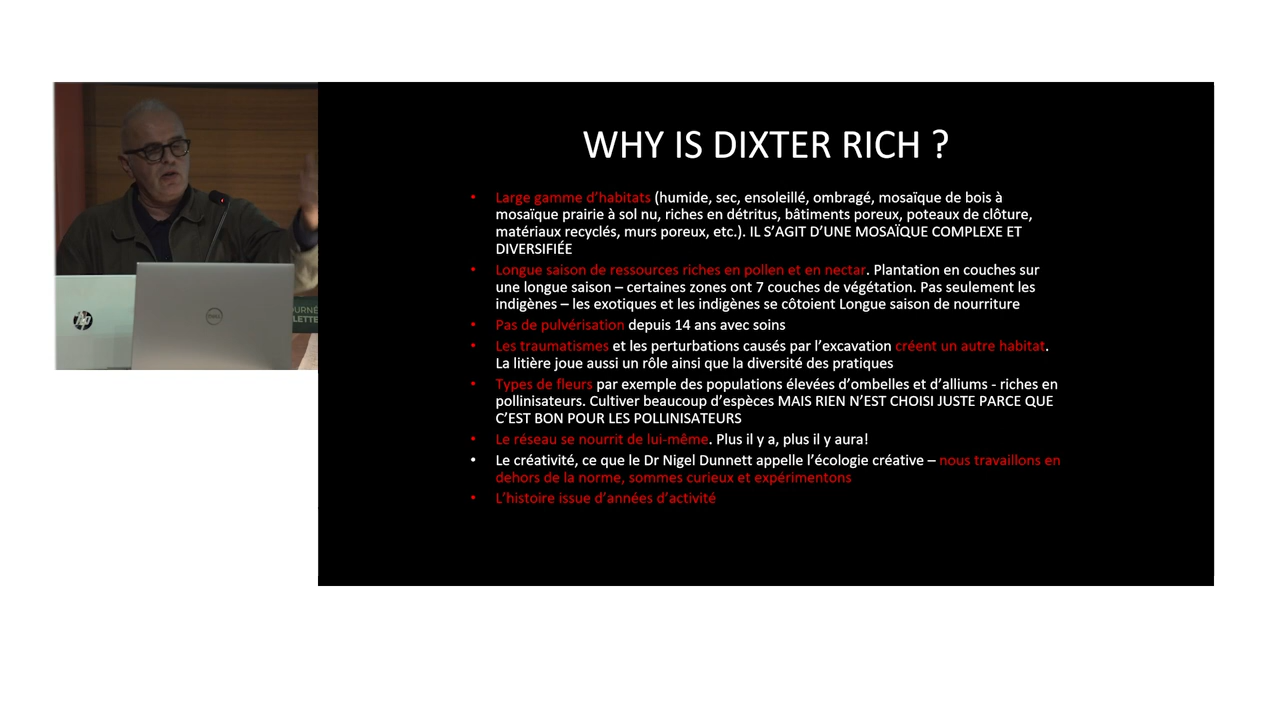 WHY IS DIXTER RICH ?
• Large gamme d’habitats (humide, sec, ensoleillé, ombragé, mosaïque de bois à
mosaïque prairie à sol nu, riches en détritus, bâtiments poreux, poteaux de clôture,
matériaux recyclés, murs poreux, etc.). IL S’AGIT D’UNE MOSAÏQUE COMPLEXE ET
DIVERSIFIÉE
• Longue saison de ressources riches en pollen et en nectar. Plantation en couches sur
une longue saison – certaines zones ont 7 couches de végétation. Pas seulement les
indigènes – les exotiques et les indigènes se côtoient Longue saison de nourriture
• Pas de pulvérisation depuis 14 ans avec soins
• Les traumatismes et les perturbations causés par l’excavation créent un autre habitat.
La litière joue aussi un rôle ainsi que la diversité des pratiques
• Types de fleurs par exemple des populations élevées d’ombelles et d’alliums - riches en
pollinisateurs. Cultiver beaucoup d’espèces MAIS RIEN N’EST CHOISI JUSTE PARCE QUE
C’EST BON POUR LES POLLINISATEURS
• Le réseau se nourrit de lui-même. Plus il y a, plus il y aura!
• Le créativité, ce que le Dr Nigel Dunnett appelle l’écologie créative – nous travaillons en
dehors de la norme, sommes curieux et expérimentons
• L’histoire issue d’années d’activité
hp
DELL